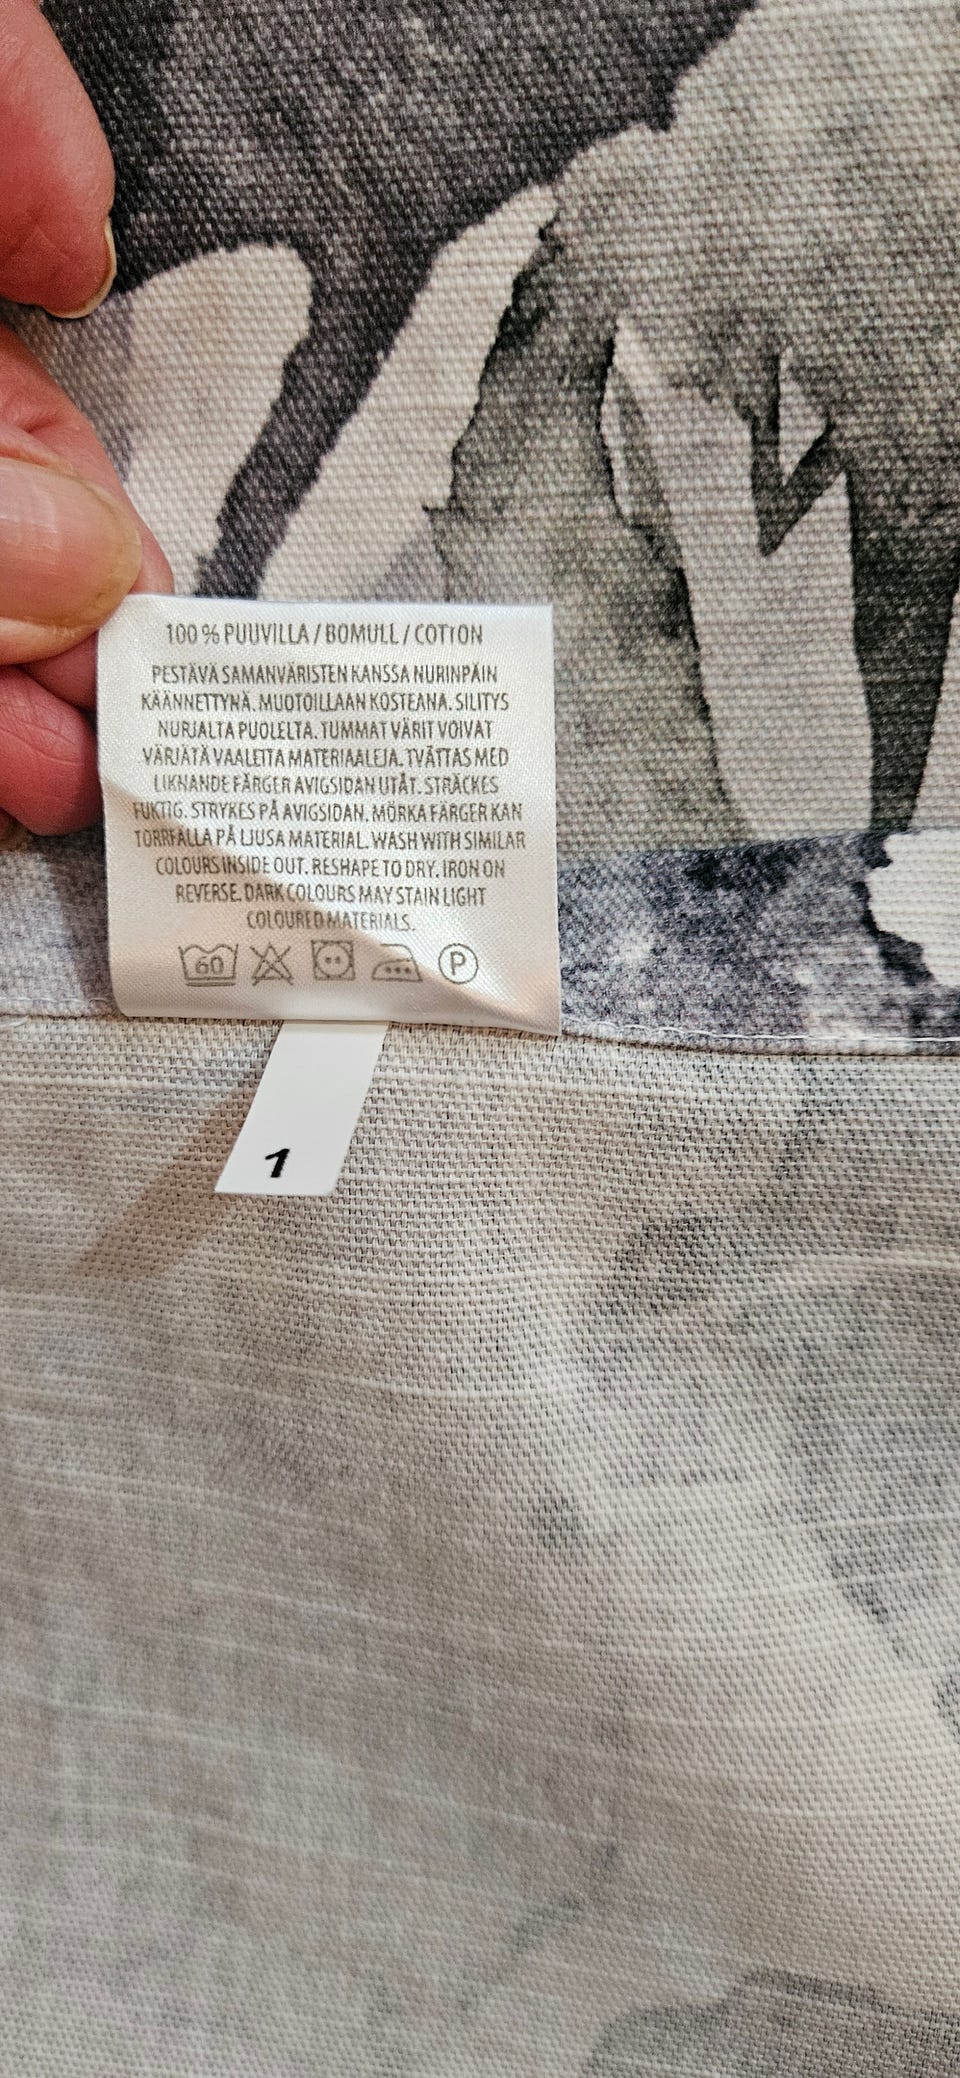 100 % PUUVILLA / BOMULL / COTTON
PESTÄVÄ SAMANVÄRISTEN KANSSA NURINPÄIN
KÄÄNNETTYNÄ. MUOTOILLAAN KOSTEANA. SILITYS
NURJALTA PUOLELTA. TUMMAT VÄRIT VOIVAT
VÄRJÄTÄ VAALEITA MATERIAALEJA. TVÄTTAS MED
LIKNANDE FÄRGER AVIGSIDAN UTÅT. STRÄCKES
FUKTIG. STRYKES PÅ AVIGSIDAN. MÖRKA FÄRGER KAN
TORRFÄLLA PÅ LJUSA MATERIAL. WASH WITH SIMILAR
COLOURS INSIDE OUT. RESHAPE TO DRY. IRON ON
REVERSE. DARK COLOURS MAY STAIN LIGHT
COLOURED MATERIALS.
60 P
1